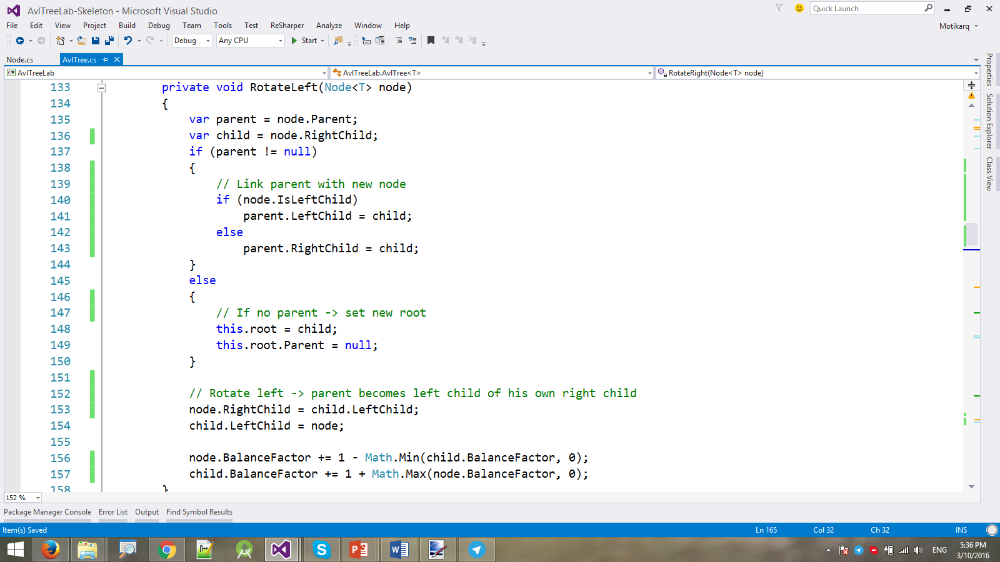 AvlTreeLab-Skeleton - Microsoft Visual Studio
Quick Launch
File Edit View Project Build Debug Team Tools Test ReSharper Analyze Window Help
Motikarq
Debug Any CPU Start
Node.cs AvlTree.cs
AvlTreeLab AvlTreeLab.AvlTree<T> RotateRight(Node<T> node)
133 private void RotateLeft(Node<T> node)
134 {
135 var parent = node.Parent;
136 var child = node.RightChild;
137 if (parent != null)
138 {
139 // Link parent with new node
140 if (node.IsLeftChild)
141 parent.LeftChild = child;
142 else
143 parent.RightChild = child;
144 }
145 else
146 {
147 // If no parent -> set new root
148 this.root = child;
149 this.root.Parent = null;
150 }
151
152 // Rotate left -> parent becomes left child of his own right child
153 node.RightChild = child.LeftChild;
154 child.LeftChild = node;
155
156 node.BalanceFactor += 1 - Math.Min(child.BalanceFactor, 0);
157 child.BalanceFactor += 1 + Math.Max(node.BalanceFactor, 0);
158 }
Properties
Solution Explorer
Class View
152 %
Package Manager Console Error List Output Find Symbol Results
Item(s) Saved Ln 165 Col 32 Ch 32 INS
ENG
5:36 PM
3/10/2016